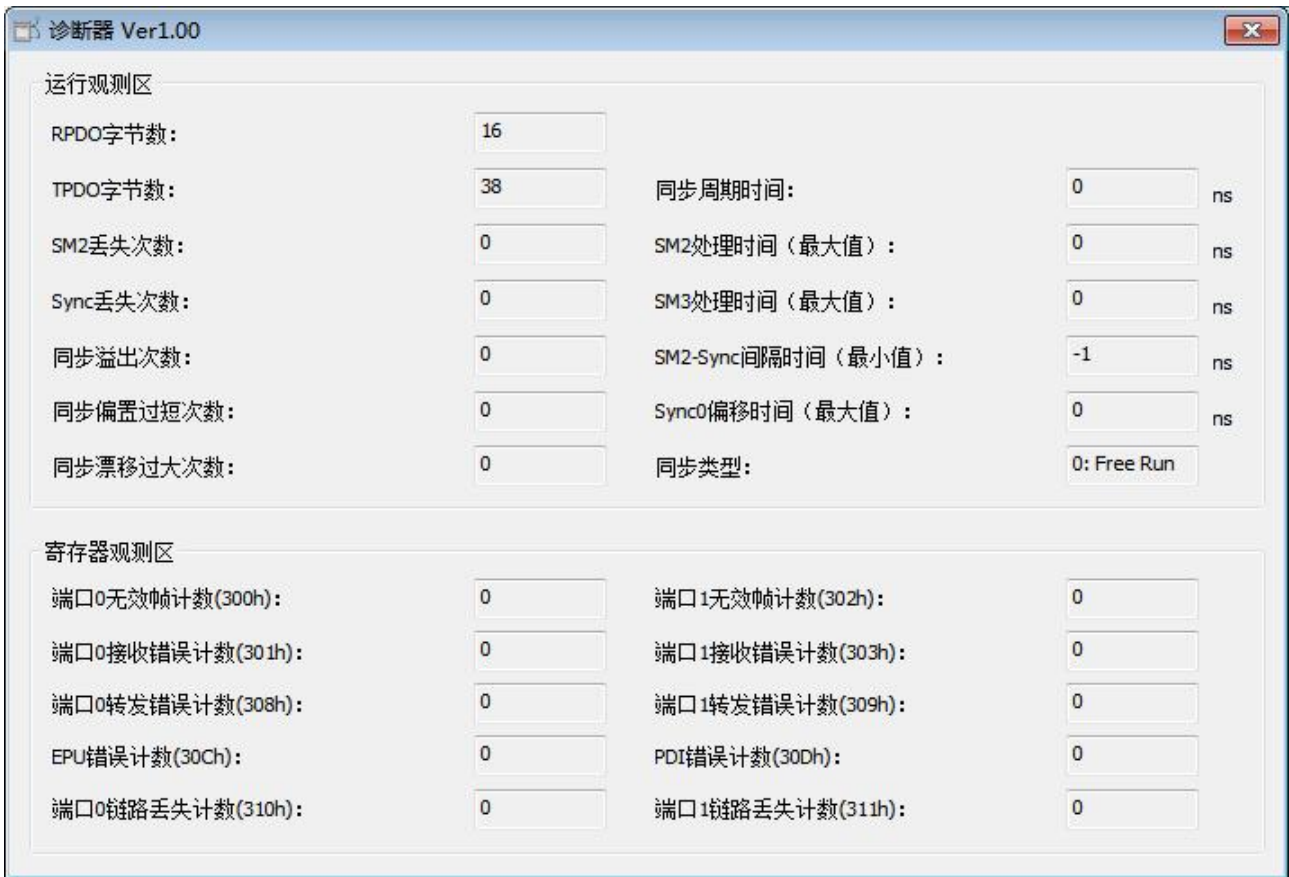 诊断器 Ver1.00
运行观测区
RPDO字节数: 16
TPDO字节数: 38 同步周期时间: 0 ns
SM2丢失次数: 0 SM2处理时间（最大值）: 0 ns
Sync丢失次数: 0 SM3处理时间（最大值）: 0 ns
同步溢出次数: 0 SM2-Sync间隔时间（最小值）: -1 ns
同步偏置过短次数: 0 Sync0偏移时间（最大值）: 0 ns
同步漂移过大次数: 0 同步类型: 0: Free Run
寄存器观测区
端口0无效帧计数(300h): 0 端口1无效帧计数(302h): 0
端口0接收错误计数(301h): 0 端口1接收错误计数(303h): 0
端口0转发错误计数(308h): 0 端口1转发错误计数(309h): 0
EPU错误计数(30Ch): 0 PDI错误计数(30Dh): 0
端口0链路丢失计数(310h): 0 端口1链路丢失计数(311h): 0